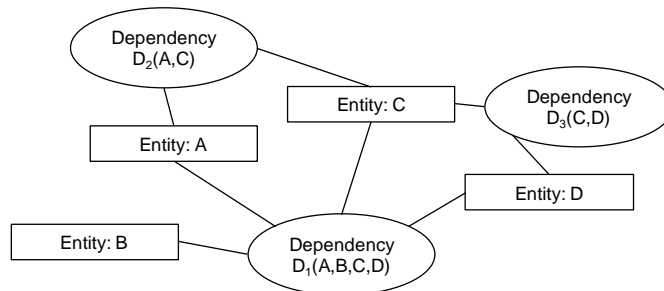 Dependency
D₂(A,C)
Entity: C
Dependency
D₃(C,D)
Entity: A
Entity: D
Entity: B
Dependency
D₁(A,B,C,D)